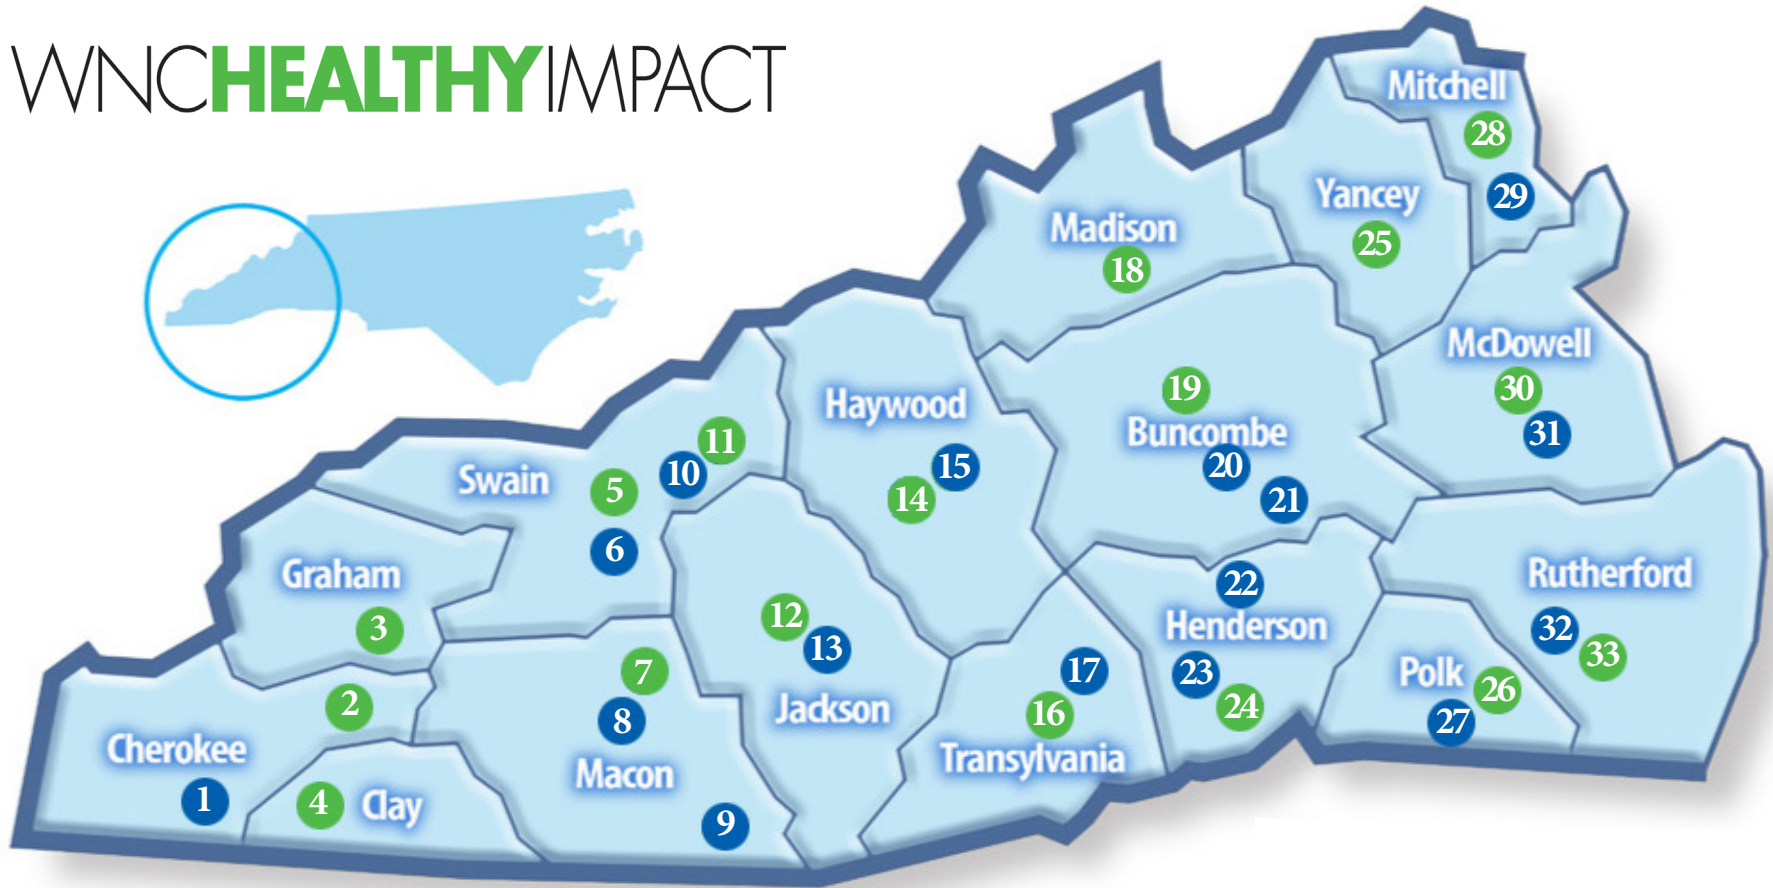 WNCHEALTHYIMPACT
Mitchell
28
29
Yancey
25
Madison
18
McDowell
30
31
Haywood
15
14
19
Buncombe
20
21
Swain
11
10
5
6
Graham
3
12
13
Jackson
22
Henderson
23
24
Rutherford
32
33
Polk
26
27
17
16
Transylvania
7
8
Macon
9
2
Cherokee
1
4
Clay